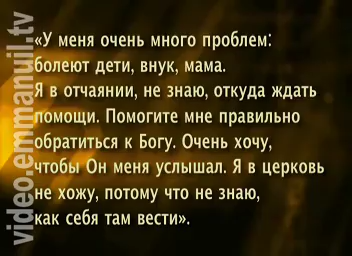 «У меня очень много проблем:
болеют дети, внук, мама.
Я в отчаянии, не знаю, откуда ждать
помощи. Помогите мне правильно
обратиться к Богу. Очень хочу,
чтобы Он меня услышал. Я в церковь
не хожу, потому что не знаю,
как себя там вести».
video.emmanuil.tv